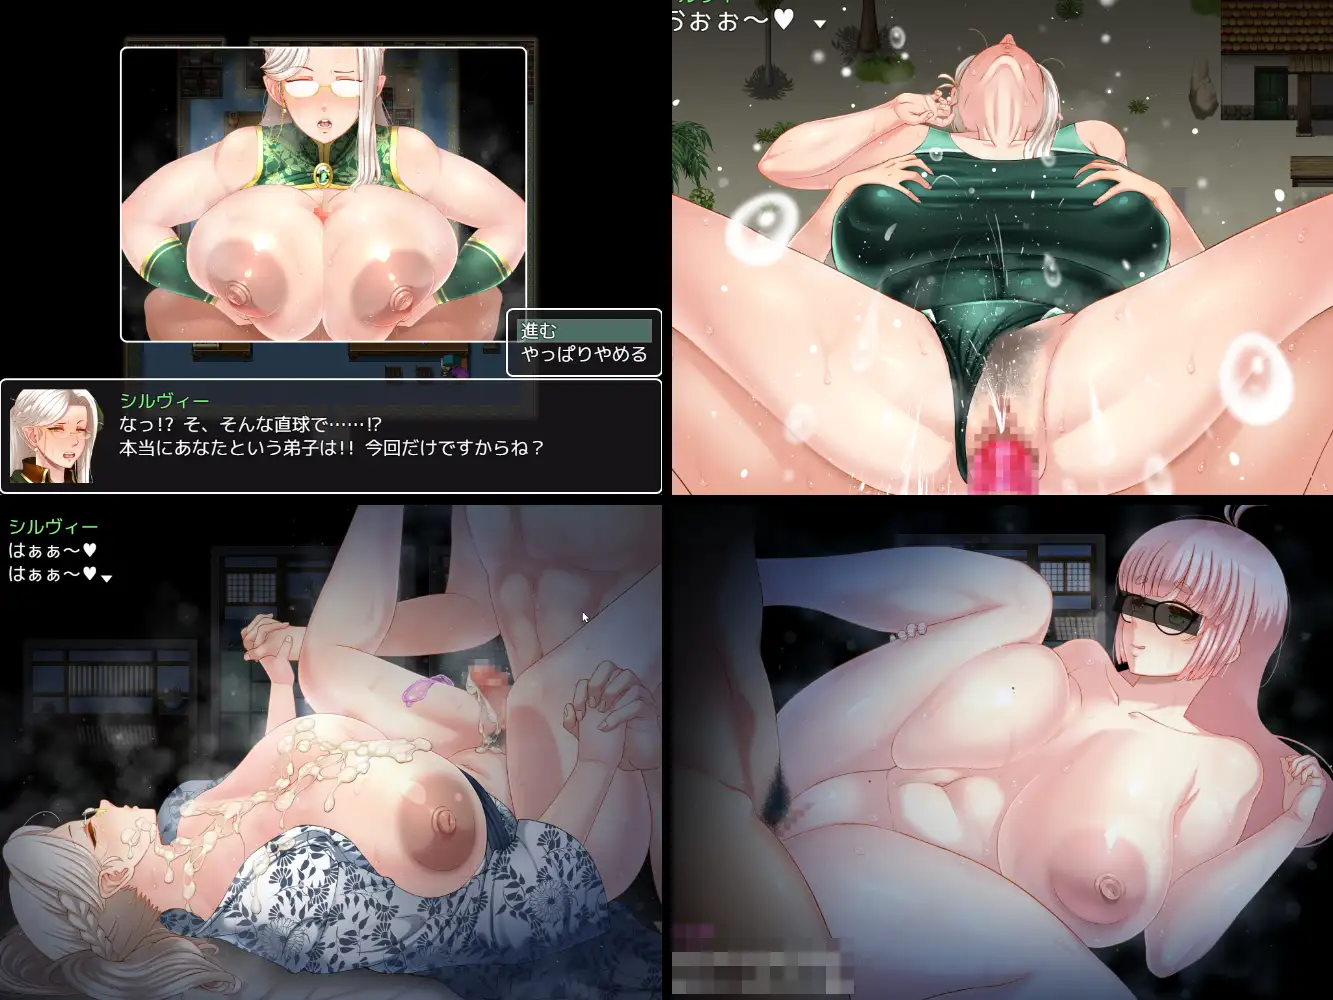 進む
やっぱりやめる
シルヴィー
なっ!? そ、そんな直球で……!?
本当にあなたという弟子は!! 今回だけですからね？
おぉぉ～♥
シルヴィー
はぁぁ～♥
はぁぁ～♥